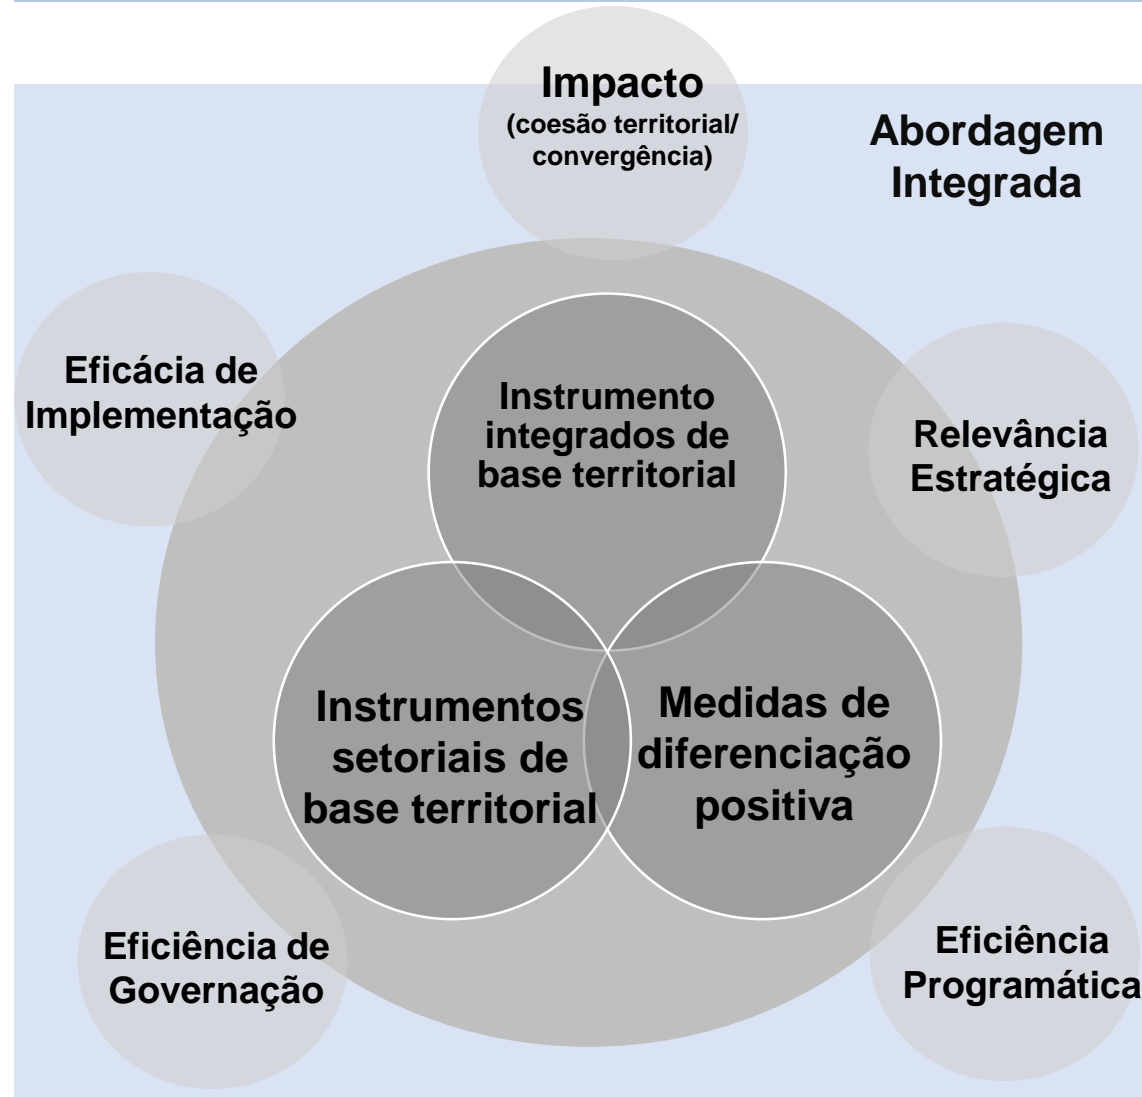 Impacto
(coesão territorial/
convergência)
Abordagem
Integrada
Eficácia de
Implementação
Instrumento
integrados de
base territorial
Relevância
Estratégica
Instrumentos
setoriais de
base territorial
Medidas de
diferenciação
positiva
Eficiência de
Governação
Eficiência
Programática